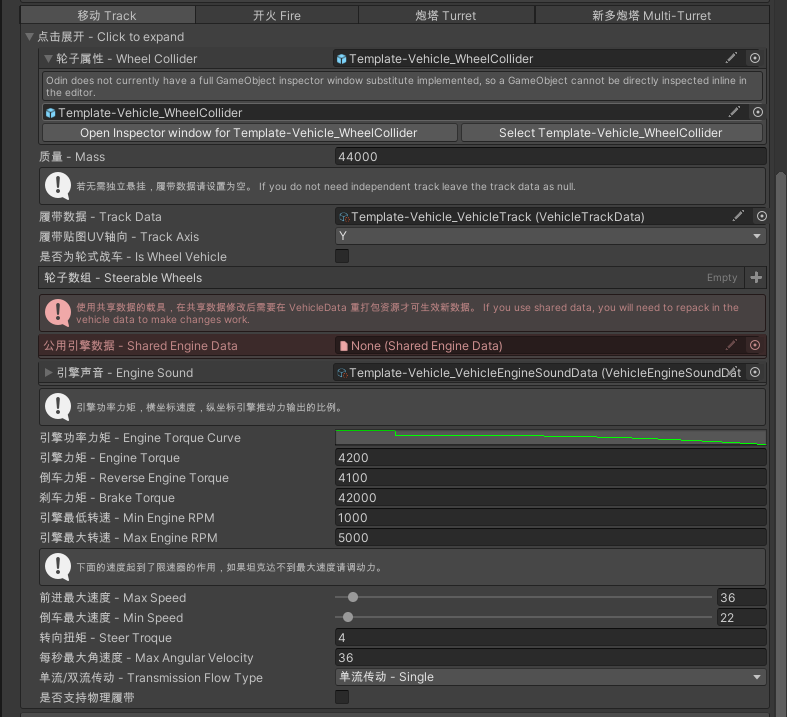 移动 Track
开火 Fire
炮塔 Turret
新多炮塔 Multi-Turret
点击展开 - Click to expand
轮子属性 - Wheel Collider
Template-Vehicle_WheelCollider
Odin does not currently have a full GameObject inspector window substitute implemented, so a GameObject cannot be directly inspected inline in
the editor.
Template-Vehicle_WheelCollider
Open Inspector window for Template-Vehicle_WheelCollider
Select Template-Vehicle_WheelCollider
质量 - Mass
44000
若无需独立悬挂，履带数据请设置为空。 If you do not need independent track leave the track data as null.
履带数据 - Track Data
Template-Vehicle_VehicleTrack (VehicleTrackData)
履带贴图UV轴向 - Track Axis
Y
是否为轮式战车 - Is Wheel Vehicle
轮子数组 - Steerable Wheels
Empty
使用共享数据的载具，在共享数据修改后需要在 VehicleData 重打包资源才可生效新数据。 If you use shared data, you will need to repack in the
vehicle data to make changes work.
公用引擎数据 - Shared Engine Data
None (Shared Engine Data)
引擎声音 - Engine Sound
Template-Vehicle_VehicleEngineSoundData (VehicleEngineSoundDat
引擎功率力矩，横坐标速度，纵坐标引擎推动力输出的比例。
引擎功率力矩 - Engine Torque Curve
引擎力矩 - Engine Torque
4200
倒车力矩 - Reverse Engine Torque
4100
刹车力矩 - Brake Torque
42000
引擎最低转速 - Min Engine RPM
1000
引擎最大转速 - Max Engine RPM
5000
下面的速度起到了限速器的作用，如果坦克达不到最大速度请调动力。
前进最大速度 - Max Speed
36
倒车最大速度 - Min Speed
22
转向扭矩 - Steer Troque
4
每秒最大角速度 - Max Angular Velocity
36
单流/双流传动 - Transmission Flow Type
单流传动 - Single
是否支持物理履带